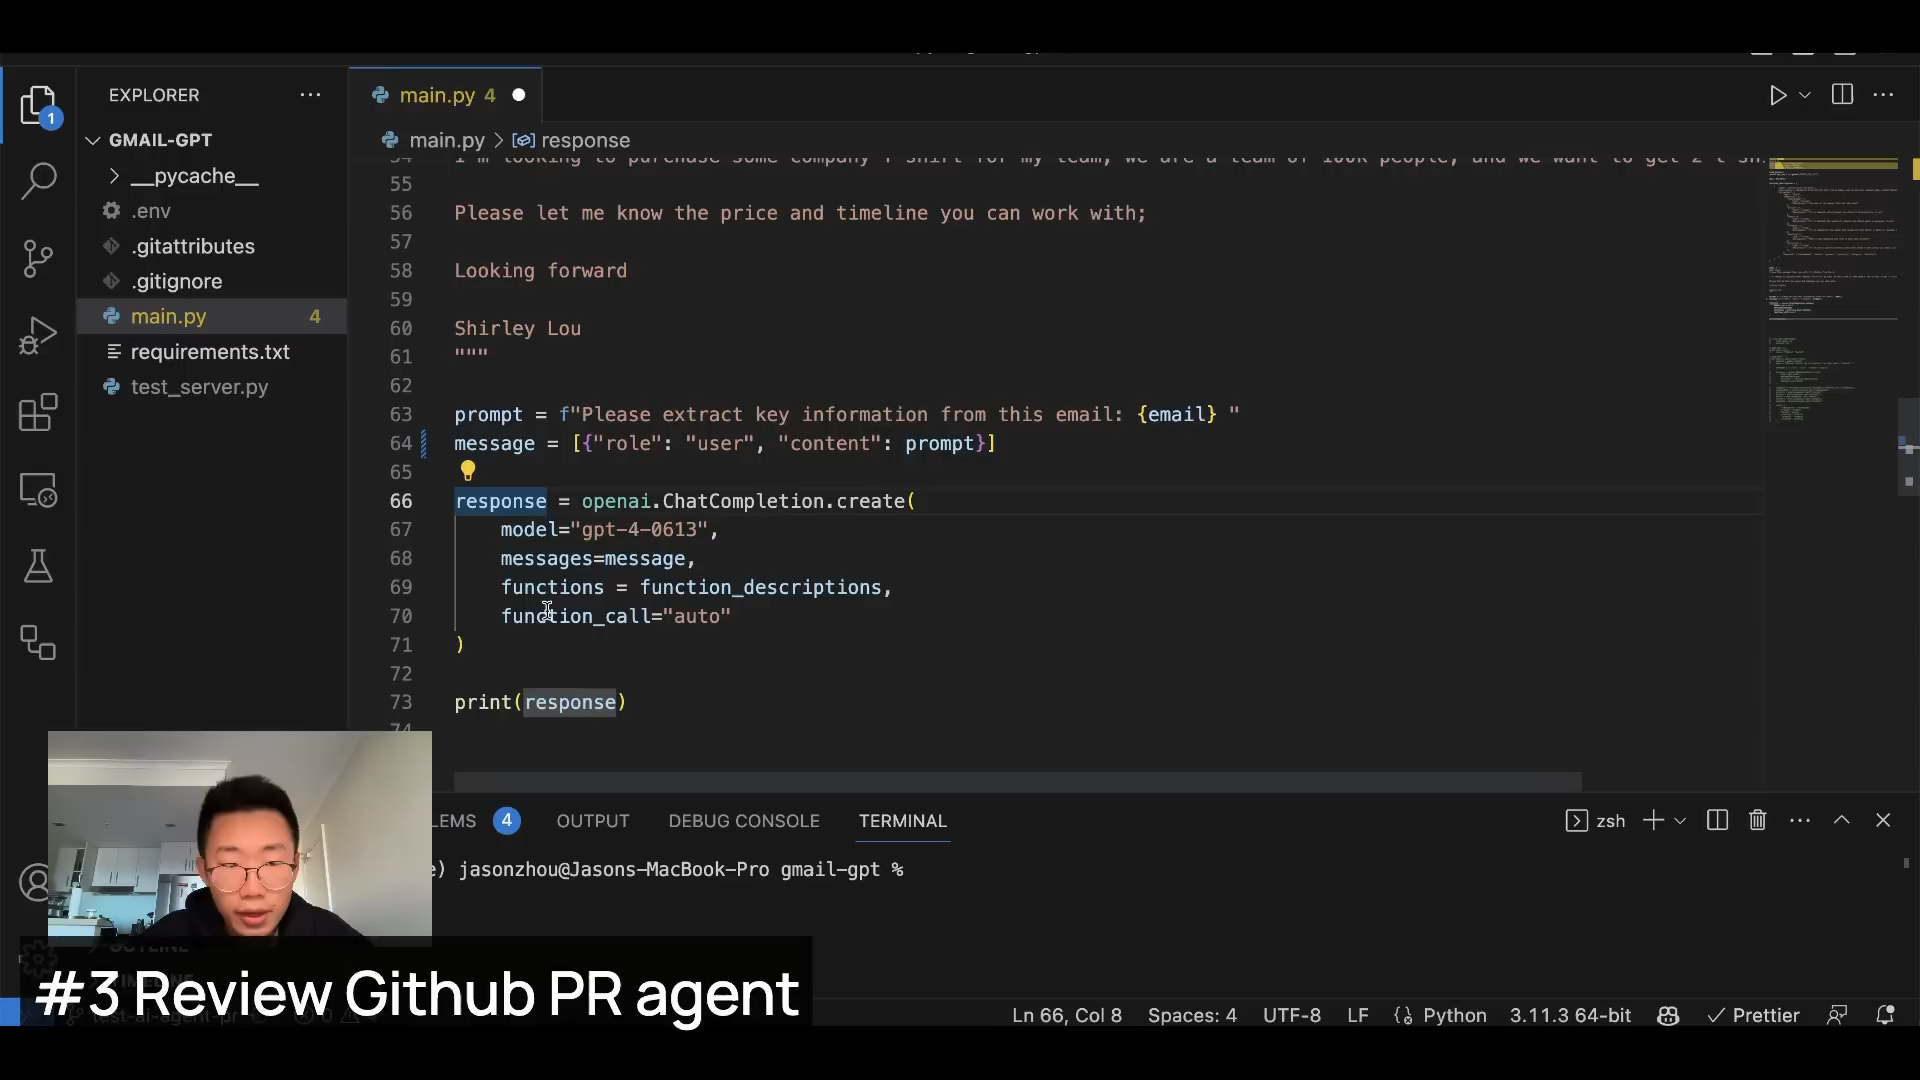 EXPLORER
GMAIL-GPT
__pycache__
.env
.gitattributes
.gitignore
main.py 4
requirements.txt
test_server.py
1
main.py 4
main.py > response
55
56 Please let me know the price and timeline you can work with;
57
58 Looking forward
59
60 Shirley Lou
61 """
62
63 prompt = f"Please extract key information from this email: {email} "
64 message = [{"role": "user", "content": prompt}]
65
66 response = openai.ChatCompletion.create(
67 model="gpt-4-0613",
68 messages=message,
69 functions = function_descriptions,
70 function_call="auto"
71 )
72
73 print(response)
4
OUTPUT
DEBUG CONSOLE
TERMINAL
zsh
jasonzhou@Jasons-MacBook-Pro gmail-gpt %
#3 Review Github PR agent
Ln 66, Col 8 Spaces: 4 UTF-8 LF Python 3.11.3 64-bit Prettier